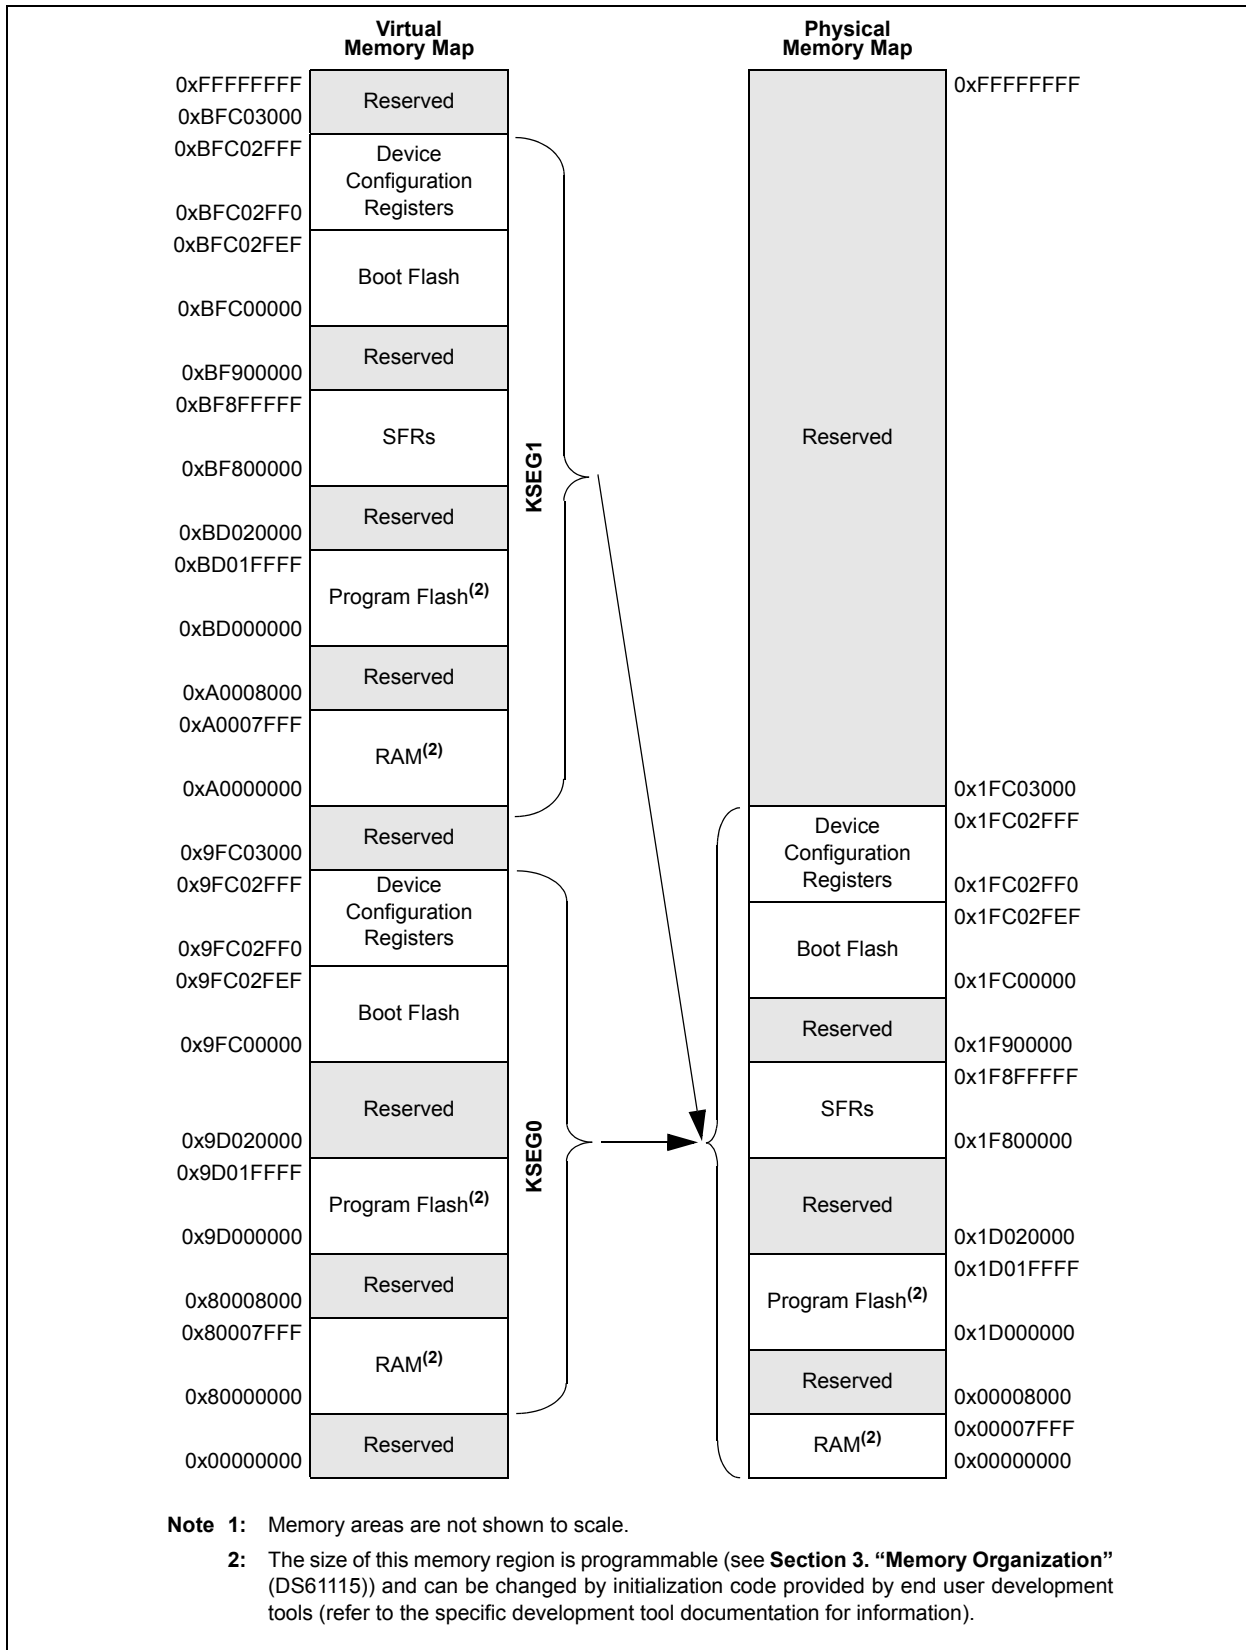 Virtual
Memory Map
0xFFFFFFFF
Reserved
0xBFC03000
0xBFC02FFF
Device
Configuration
Registers
0xBFC02FF0
0xBFC02FEF
Boot Flash
0xBFC00000
Reserved
0xBF900000
0xBF8FFFFF
SFRs
0xBF800000
Reserved
0xBD020000
0xBD01FFFF
Program Flash(2)
0xBD000000
Reserved
0xA0008000
0xA0007FFF
RAM(2)
0xA0000000
Reserved
0x9FC03000
0x9FC02FFF
Device
Configuration
Registers
0x9FC02FF0
0x9FC02FEF
Boot Flash
0x9FC00000
Reserved
0x9D020000
0x9D01FFFF
Program Flash(2)
0x9D000000
Reserved
0x80008000
0x80007FFF
RAM(2)
0x80000000
Reserved
0x00000000
KSEG1
KSEG0
Physical
Memory Map
0xFFFFFFFF
Reserved
0x1FC03000
0x1FC02FFF
Device
Configuration
Registers
0x1FC02FF0
0x1FC02FEF
Boot Flash
0x1FC00000
Reserved
0x1F900000
0x1F8FFFFF
SFRs
0x1F800000
Reserved
0x1D020000
0x1D01FFFF
Program Flash(2)
0x1D000000
Reserved
0x00008000
0x00007FFF
RAM(2)
0x00000000
Note 1: Memory areas are not shown to scale.
2: The size of this memory region is programmable (see Section 3. “Memory Organization”
(DS61115)) and can be changed by initialization code provided by end user development
tools (refer to the specific development tool documentation for information).